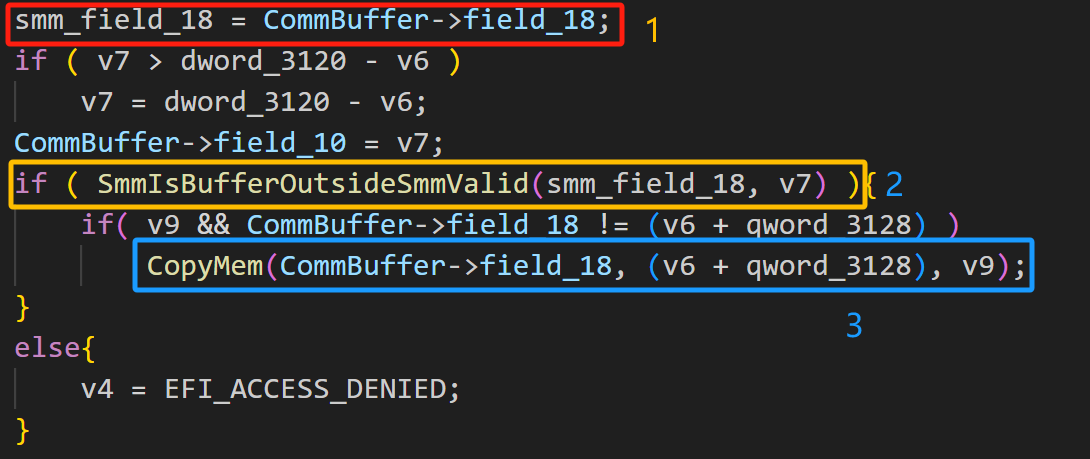 smm_field_18 = CommBuffer->field_18; 1
if ( v7 > dword_3120 - v6 )
v7 = dword_3120 - v6;
CommBuffer->field_10 = v7;
if ( SmmIsBufferOutsideSmmValid(smm_field_18, v7) ){ 2
if( v9 && CommBuffer->field_18 != (v6 + qword_3128) )
CopyMem(CommBuffer->field_18, (v6 + qword_3128), v9);
}
3
else{
v4 = EFI_ACCESS_DENIED;
}